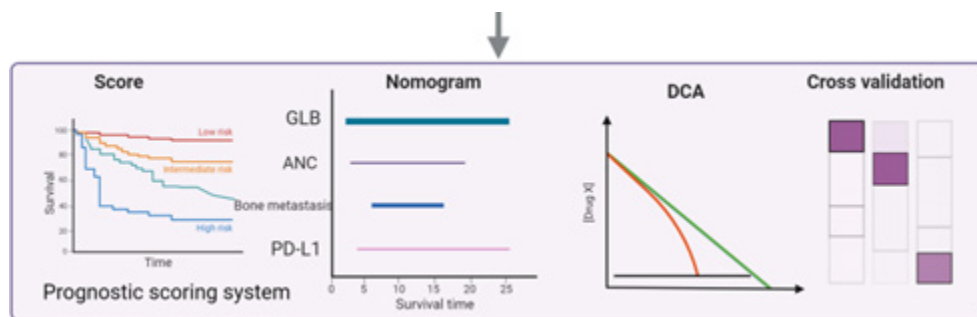 Score
100
80
60
40
20
0
Survival
Low risk
Intermediate risk
High risk
Time
Prognostic scoring system
Nomogram
GLB
ANC
Bone metastasis
PD-L1
0 5 10 15 20 25
Survival time
DCA
[Drug X]
Cross validation